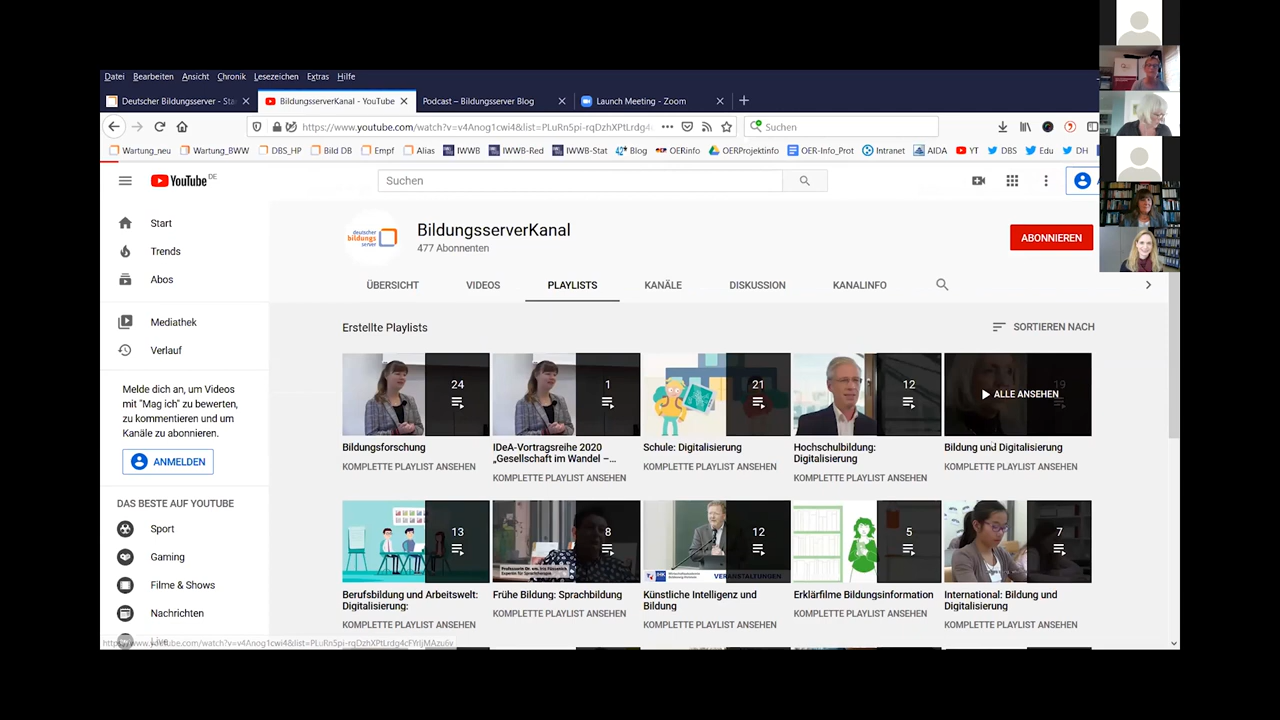 Datei Bearbeiten Ansicht Chronik Lesezeichen Extras Hilfe
Deutscher Bildungsserver - Sta
BildungsserverKanal - YouTube
Podcast – Bildungsserver Blog
Launch Meeting - Zoom
https://www.youtube.com/watch?v=v4Anog1cwi4&list=PLuRn5pi-rqDzhXPtLrdg4
Suchen
Wartung_neu Wartung_BWW DBS_HP Bild DB Empf Alias IWWB IWWB-Red IWWB-Stat Blog OERinfo OERProjektinfo OER-Info_Prot Intranet AIDA YT DBS Edu DH
YouTube DE
Suchen
Start
Trends
Abos
Mediathek
Verlauf
Melde dich an, um Videos
mit "Mag ich" zu bewerten,
zu kommentieren und um
Kanäle zu abonnieren.
ANMELDEN
DAS BESTE AUF YOUTUBE
Sport
Gaming
Filme & Shows
Nachrichten
Live
deutscher
bildungs
server
BildungsserverKanal
477 Abonnenten
ABONNIEREN
ÜBERSICHT VIDEOS PLAYLISTS KANÄLE DISKUSSION KANALINFO
Erstellte Playlists
SORTIEREN NACH
24
Bildungsforschung
KOMPLETTE PLAYLIST ANSEHEN
1
IDeA-Vortragsreihe 2020
„Gesellschaft im Wandel –...
KOMPLETTE PLAYLIST ANSEHEN
21
Schule: Digitalisierung
KOMPLETTE PLAYLIST ANSEHEN
12
Hochschulbildung:
Digitalisierung
KOMPLETTE PLAYLIST ANSEHEN
19
ALLE ANSEHEN
Bildung und Digitalisierung
KOMPLETTE PLAYLIST ANSEHEN
13
Berufsbildung und Arbeitswelt:
Digitalisierung:
KOMPLETTE PLAYLIST ANSEHEN
8
Frühe Bildung: Sprachbildung
KOMPLETTE PLAYLIST ANSEHEN
12
VERANSTALTUNGEN
Künstliche Intelligenz und
Bildung
KOMPLETTE PLAYLIST ANSEHEN
5
Erklärfilme Bildungsinformation
KOMPLETTE PLAYLIST ANSEHEN
7
International: Bildung und
Digitalisierung
KOMPLETTE PLAYLIST ANSEHEN